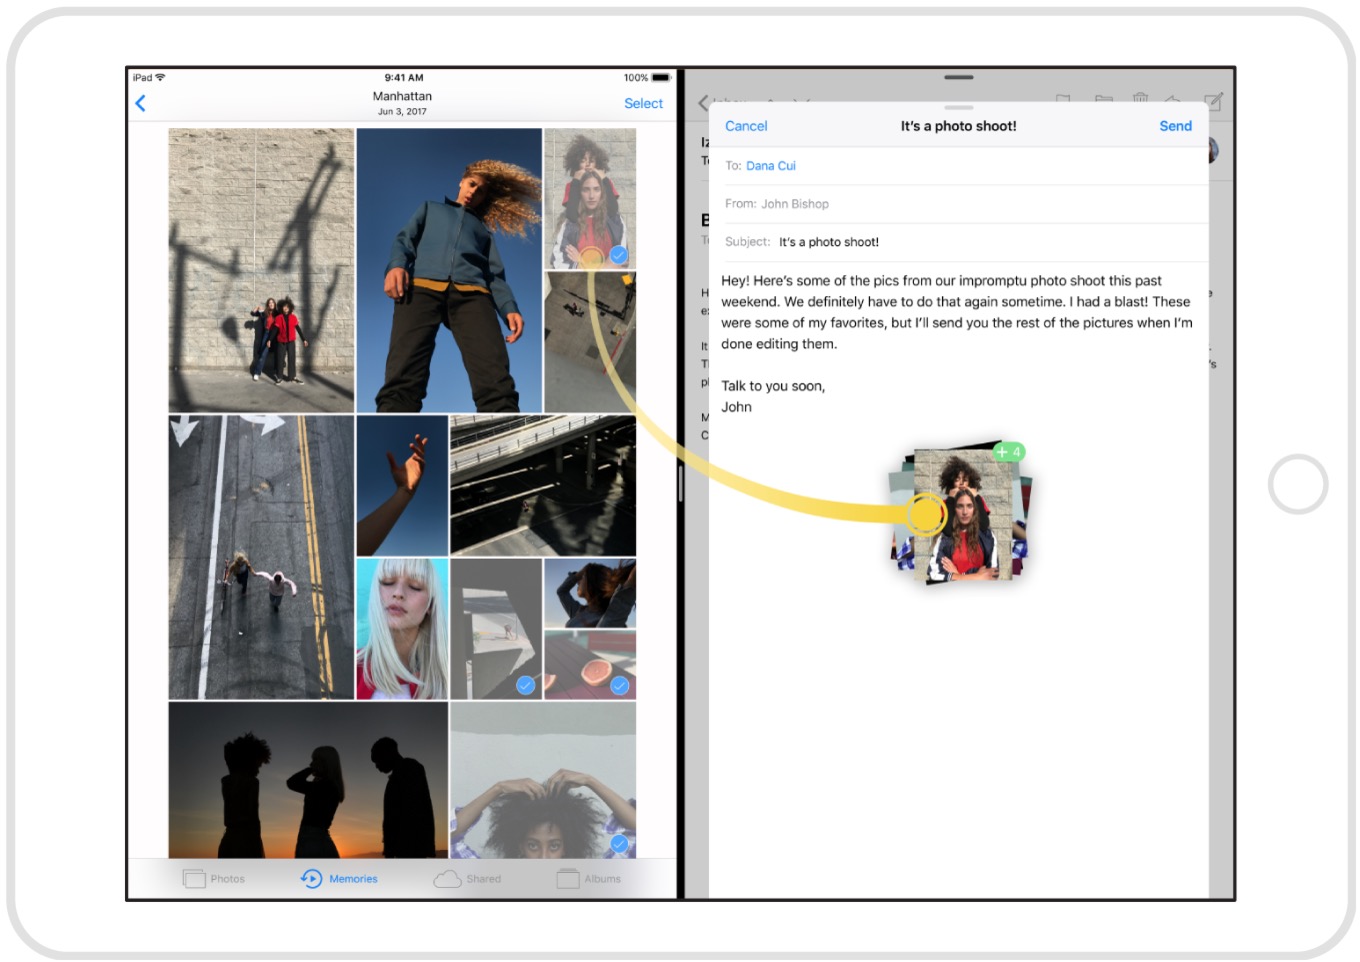 iPad 9:41 AM 100%
Manhattan
Jun 3, 2017
Select
Photos
Memories
Shared
Albums
Cancel It's a photo shoot! Send
To: Dana Cui
From: John Bishop
Subject: It's a photo shoot!
Hey! Here's some of the pics from our impromptu photo shoot this past
weekend. We definitely have to do that again sometime. I had a blast! These
were some of my favorites, but I'll send you the rest of the pictures when I'm
done editing them.
Talk to you soon,
John
+ 4